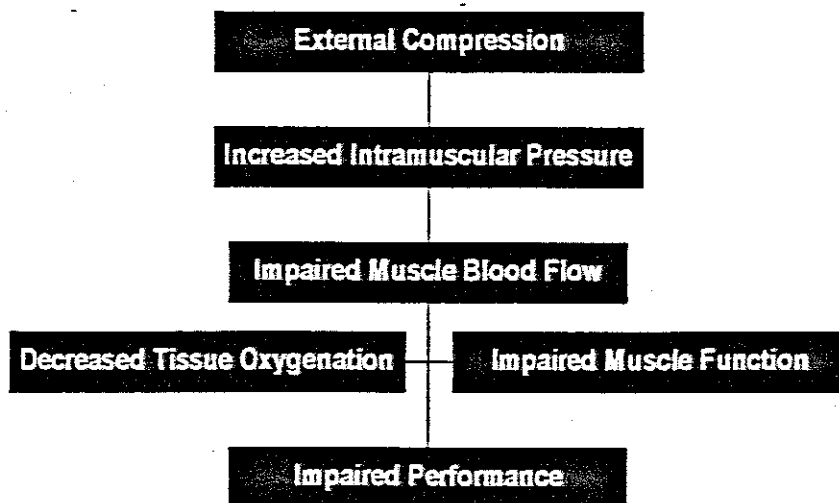 External Compression
Increased Intramuscular Pressure
Impaired Muscle Blood Flow
Decreased Tissue Oxygenation
Impaired Muscle Function
Impaired Performance